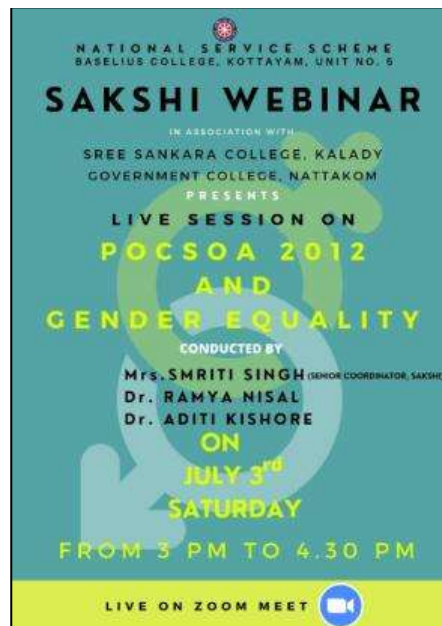 NATIONAL SERVICE SCHEME
BASELIUS COLLEGE, KOTTAYAM, UNIT NO. 5
SAKSHI WEBINAR
IN ASSOCIATION WITH
SREE SANKARA COLLEGE, KALADY
GOVERNMENT COLLEGE, NATTAKOM
PRESENTS
LIVE SESSION ON
POCSOA 2012
AND
GENDER EQUALITY
CONDUCTED BY
Mrs.SMRITI SINGH (SENIOR COORDINATOR, SAKSHI)
Dr. RAMYA NISAL
Dr. ADITI KISHORE
ON
JULY 3rd
SATURDAY
FROM 3 PM TO 4.30 PM
LIVE ON ZOOM MEET